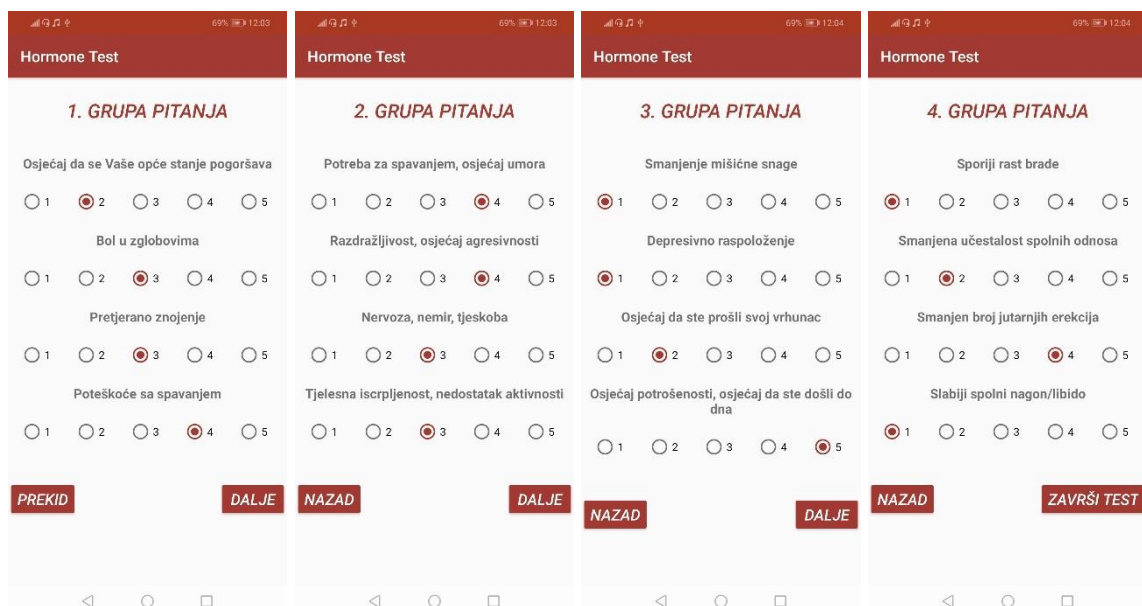 69% 12:03
Hormone Test
1. GRUPA PITANJA
Osjećaj da se Vaše opće stanje pogoršava
1 2 3 4 5
Bol u zglobovima
1 2 3 4 5
Pretjerano znojenje
1 2 3 4 5
Poteškoće sa spavanjem
1 2 3 4 5
PREKID DALJE
69% 12:03
Hormone Test
2. GRUPA PITANJA
Potreba za spavanjem, osjećaj umora
1 2 3 4 5
Razdražljivost, osjećaj agresivnosti
1 2 3 4 5
Nervoza, nemir, tjeskoba
1 2 3 4 5
Tjelesna iscrpljenost, nedostatak aktivnosti
1 2 3 4 5
NAZAD DALJE
69% 12:04
Hormone Test
3. GRUPA PITANJA
Smanjenje mišićne snage
1 2 3 4 5
Depresivno raspoloženje
1 2 3 4 5
Osjećaj da ste prošli svoj vrhunac
1 2 3 4 5
Osjećaj potrošenosti, osjećaj da ste došli do
dna
1 2 3 4 5
NAZAD DALJE
69% 12:04
Hormone Test
4. GRUPA PITANJA
Sporiji rast brade
1 2 3 4 5
Smanjena učestalost spolnih odnosa
1 2 3 4 5
Smanjen broj jutarnjih erekcija
1 2 3 4 5
Slabiji spolni nagon/libido
1 2 3 4 5
NAZAD ZAVRŠI TEST